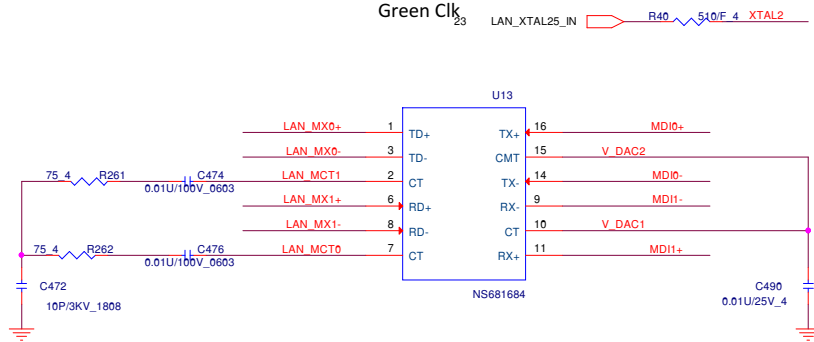 Green Clk
23 LAN_XTAL25_IN R40 510/F_4 XTAL2
U13
LAN_MX0+ 1 TD+ TX+ 16 MDI0+
LAN_MX0- 3 TD- CMT 15 V_DAC2
75_4 R261 C474 LAN_MCT1 2 CT TX- 14 MDI0-
0.01U/100V_0603
LAN_MX1+ 6 RD+ RX- 9 MDI1-
LAN_MX1- 8 RD- CT 10 V_DAC1
75_4 R262 C476 LAN_MCT0 7 CT RX+ 11 MDI1+
0.01U/100V_0603
C472 C490
10P/3KV_1808 NS681684 0.01U/25V_4